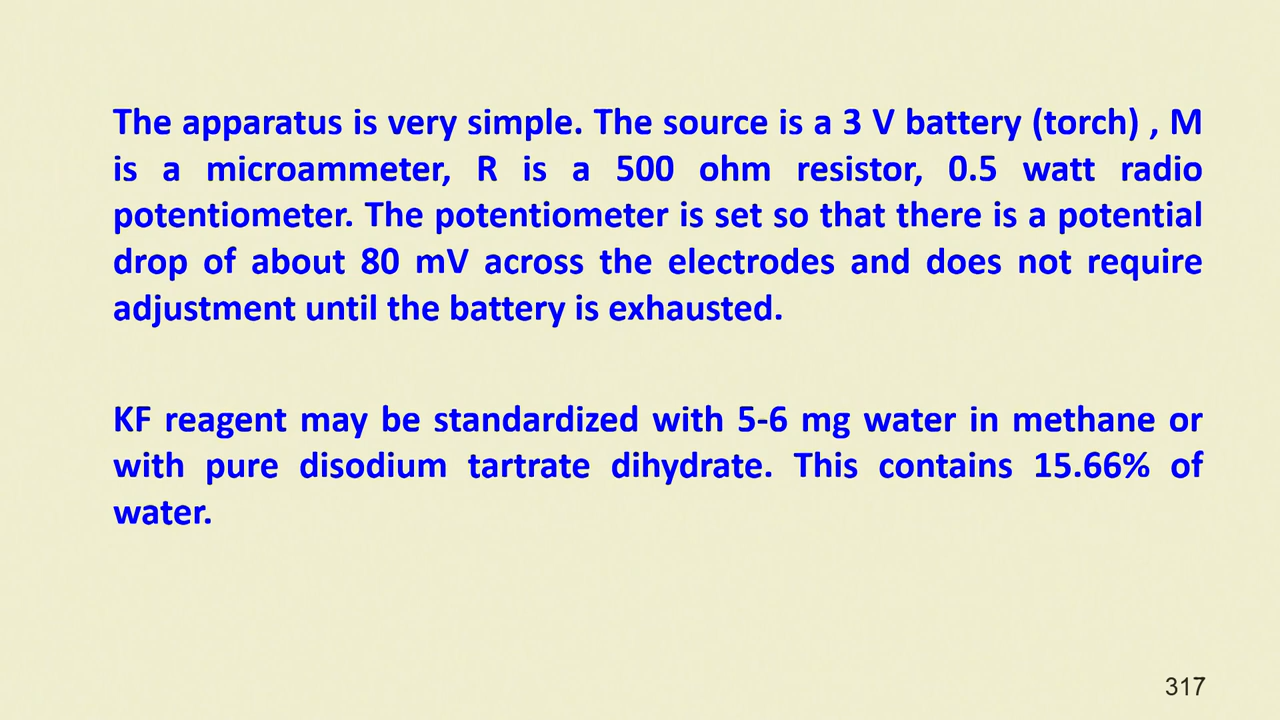 The apparatus is very simple. The source is a 3 V battery (torch) , M
is a microammeter, R is a 500 ohm resistor, 0.5 watt radio
potentiometer. The potentiometer is set so that there is a potential
drop of about 80 mV across the electrodes and does not require
adjustment until the battery is exhausted.
KF reagent may be standardized with 5-6 mg water in methane or
with pure disodium tartrate dihydrate. This contains 15.66% of
water.
317